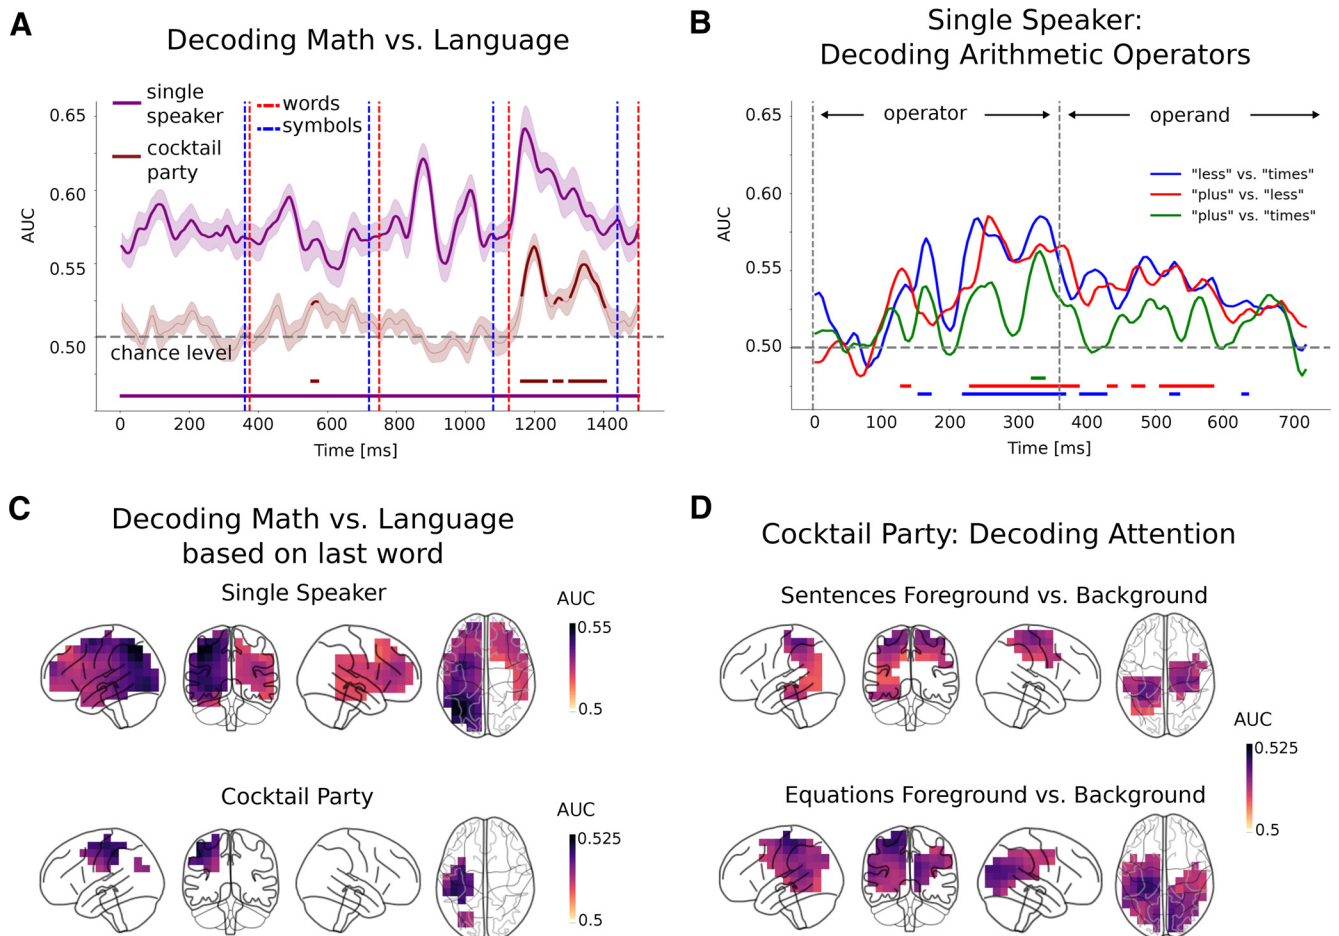 A
Decoding Math vs. Language
single
speaker
cocktail
party
words
symbols
0.65
0.60
0.55
0.50
AUC
chance level
0 200 400 600 800 1000 1200 1400
Time [ms]
B
Single Speaker:
Decoding Arithmetic Operators
operator
operand
"less" vs. "times"
"plus" vs. "less"
"plus" vs. "times"
0.65
0.60
0.55
0.50
AUC
0 100 200 300 400 500 600 700
Time [ms]
C
Decoding Math vs. Language
based on last word
Single Speaker
AUC
0.55
0.5
Cocktail Party
AUC
0.525
0.5
D
Cocktail Party: Decoding Attention
Sentences Foreground vs. Background
AUC
0.525
0.5
Equations Foreground vs. Background